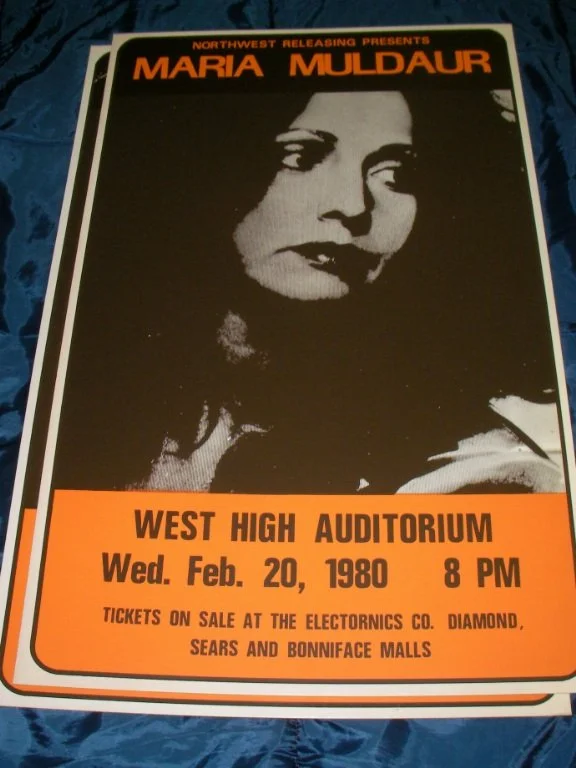 NORTHWEST RELEASING PRESENTS
MARIA MULDAUR
WEST HIGH AUDITORIUM
Wed. Feb. 20, 1980 8 PM
TICKETS ON SALE AT THE ELECTORNICS CO. DIAMOND,
SEARS AND BONNIFACE MALLS